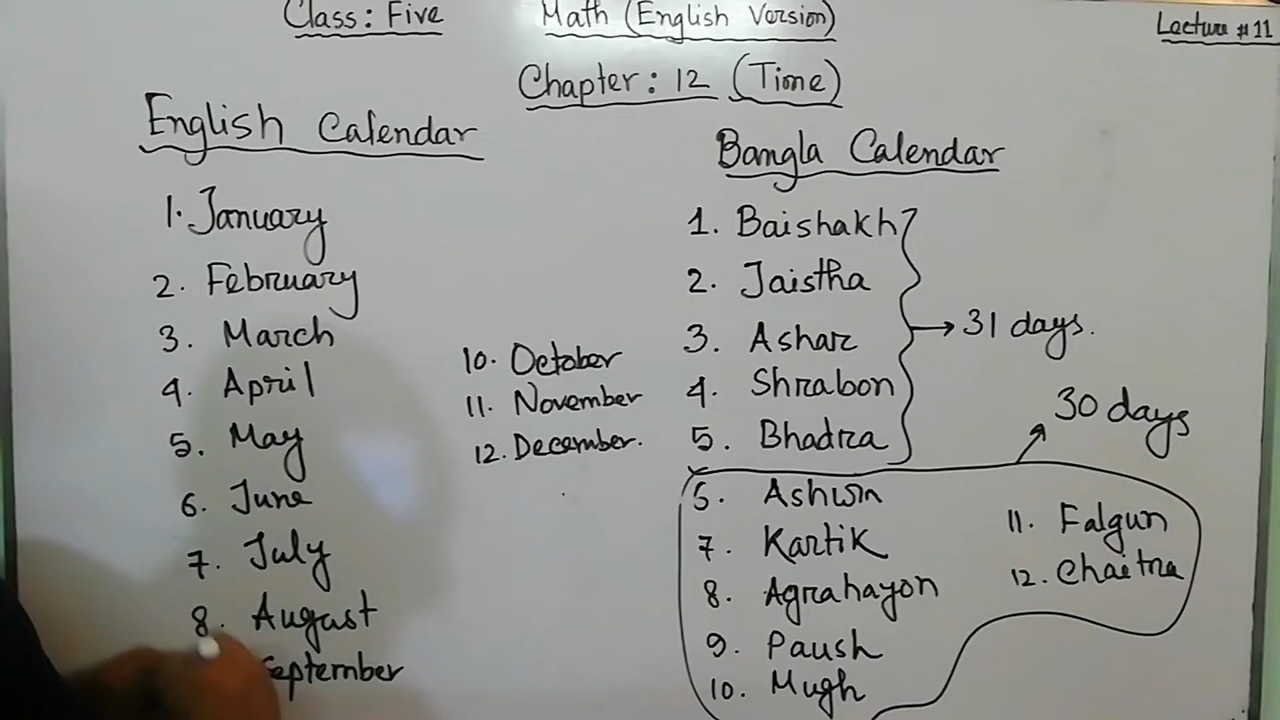 Class: Five
Math (English Version)
Lecture #11
Chapter: 12 (Time)
English Calendar
1. January
2. February
3. March
4. April
5. May
6. June
7. July
8. August
September
10. October
11. November
12. December.
Bangla Calendar
1. Baishakh
2. Jaistha
3. Ashar
4. Shrabon
5. Bhadra
31 days.
30 days
5. Ashwin
7. Kartik
8. Agrahayon
9. Paush
10. Mugh
11. Falgun
12. Chaitra